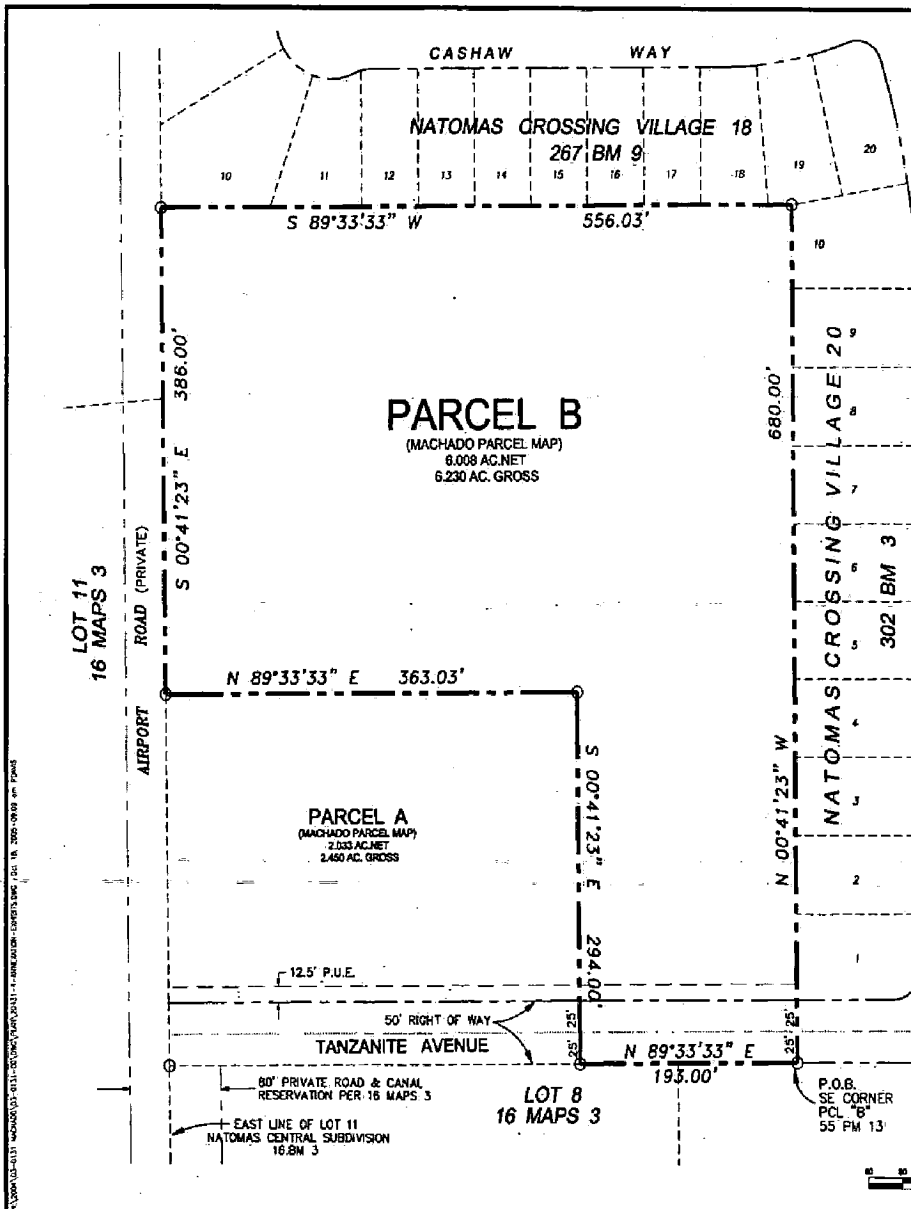 CASHAW WAY
NATOMAS CROSSING VILLAGE 18
267 BM 9
10 11 12 13 14 15 16 17 18 19 20
S 89°33'33" W 556.03'
10
9
8
7
6
5
4
3
2
1
NATOMAS CROSSING VILLAGE 20
302 BM 3
680.00'
N 00°41'23" W
386.00'
S 00°41'23" E
PARCEL B
(MACHADO PARCEL MAP)
6.008 AC.NET
6.230 AC. GROSS
LOT 11
16 MAPS 3
AIRPORT ROAD (PRIVATE)
N 89°33'33" E 363.03'
S 00°41'23" E 294.00'
PARCEL A
(MACHADO PARCEL MAP)
2.033 AC.NET
2.450 AC. GROSS
12.5' P.U.E.
50' RIGHT OF WAY
25' 25'
25' 25'
TANZANITE AVENUE
N 89°33'33" E
193.00'
80' PRIVATE ROAD & CANAL
RESERVATION PER 16 MAPS 3
LOT 8
16 MAPS 3
P.O.B.
SE CORNER
PCL "B"
55 PM 13
EAST LINE OF LOT 11
NATOMAS CENTRAL SUBDIVISION
16.BM 3